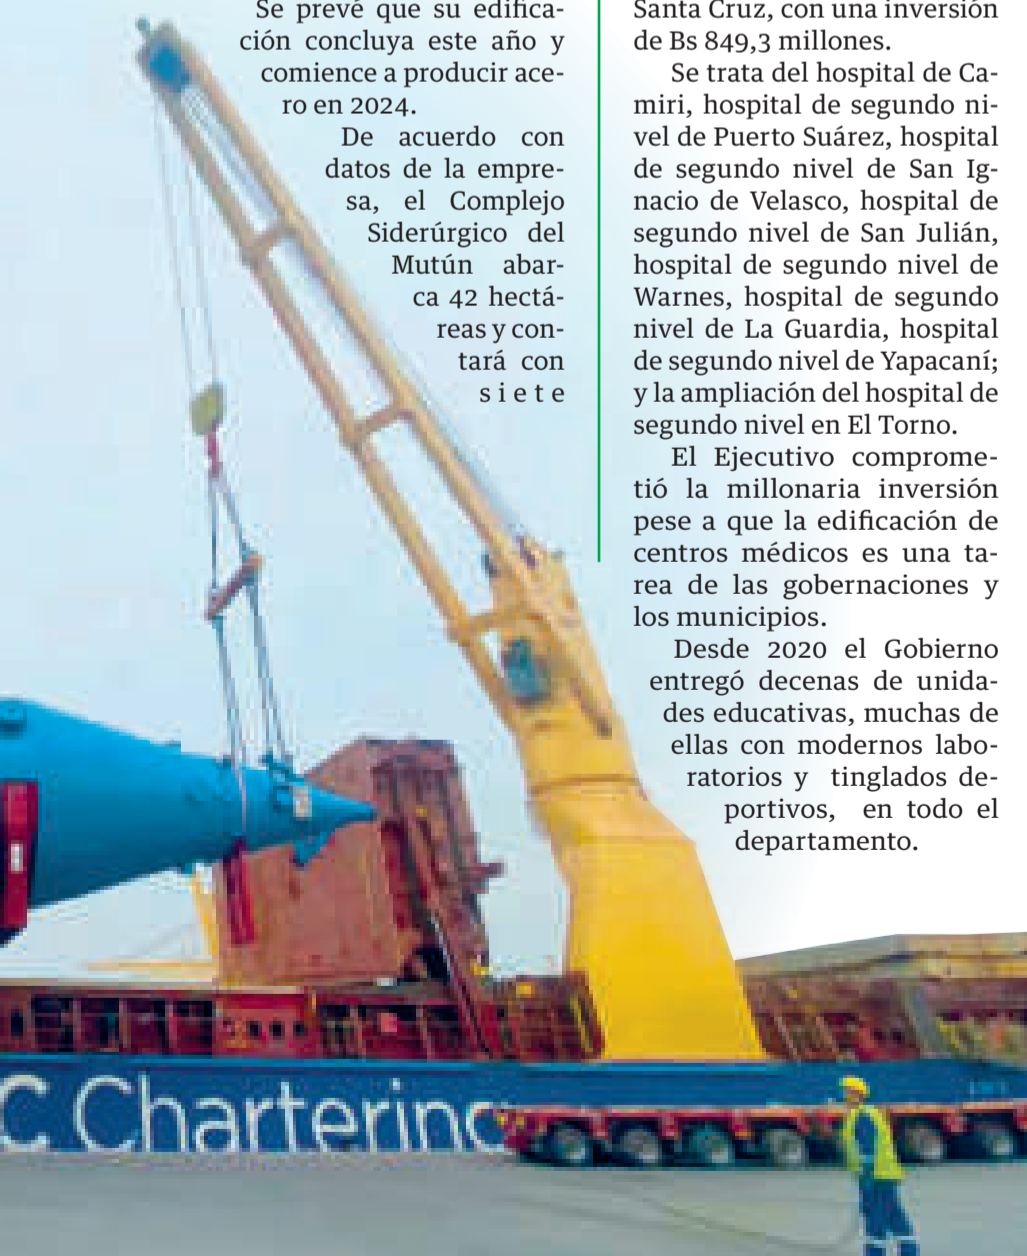 Se prevé que su edifica-
ción concluya este año y
comience a producir ace-
ro en 2024.
De acuerdo con
datos de la empre-
sa, el Complejo
Siderúrgico del
Mutún abar-
ca 42 hectá-
reas y con-
tará con
siete
Santa Cruz, con una inversión
de Bs 849,3 millones.
Se trata del hospital de Ca-
miri, hospital de segundo ni-
vel de Puerto Suárez, hospital
de segundo nivel de San Ig-
nacio de Velasco, hospital de
segundo nivel de San Julián,
hospital de segundo nivel de
Warnes, hospital de segundo
nivel de La Guardia, hospital
de segundo nivel de Yapacaní;
y la ampliación del hospital de
segundo nivel en El Torno.
El Ejecutivo comprome-
tió la millonaria inversión
pese a que la edificación de
centros médicos es una ta-
rea de las gobernaciones y
los municipios.
Desde 2020 el Gobierno
entregó decenas de unida-
des educativas, muchas de
ellas con modernos labo-
ratorios y tinglados de-
portivos, en todo el
departamento.
C Chartering